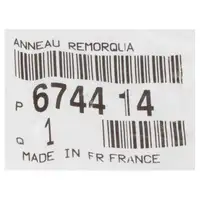 ANNEAU REMORQUA
P 6744 14
Q 1
MADE IN FR FRANCE